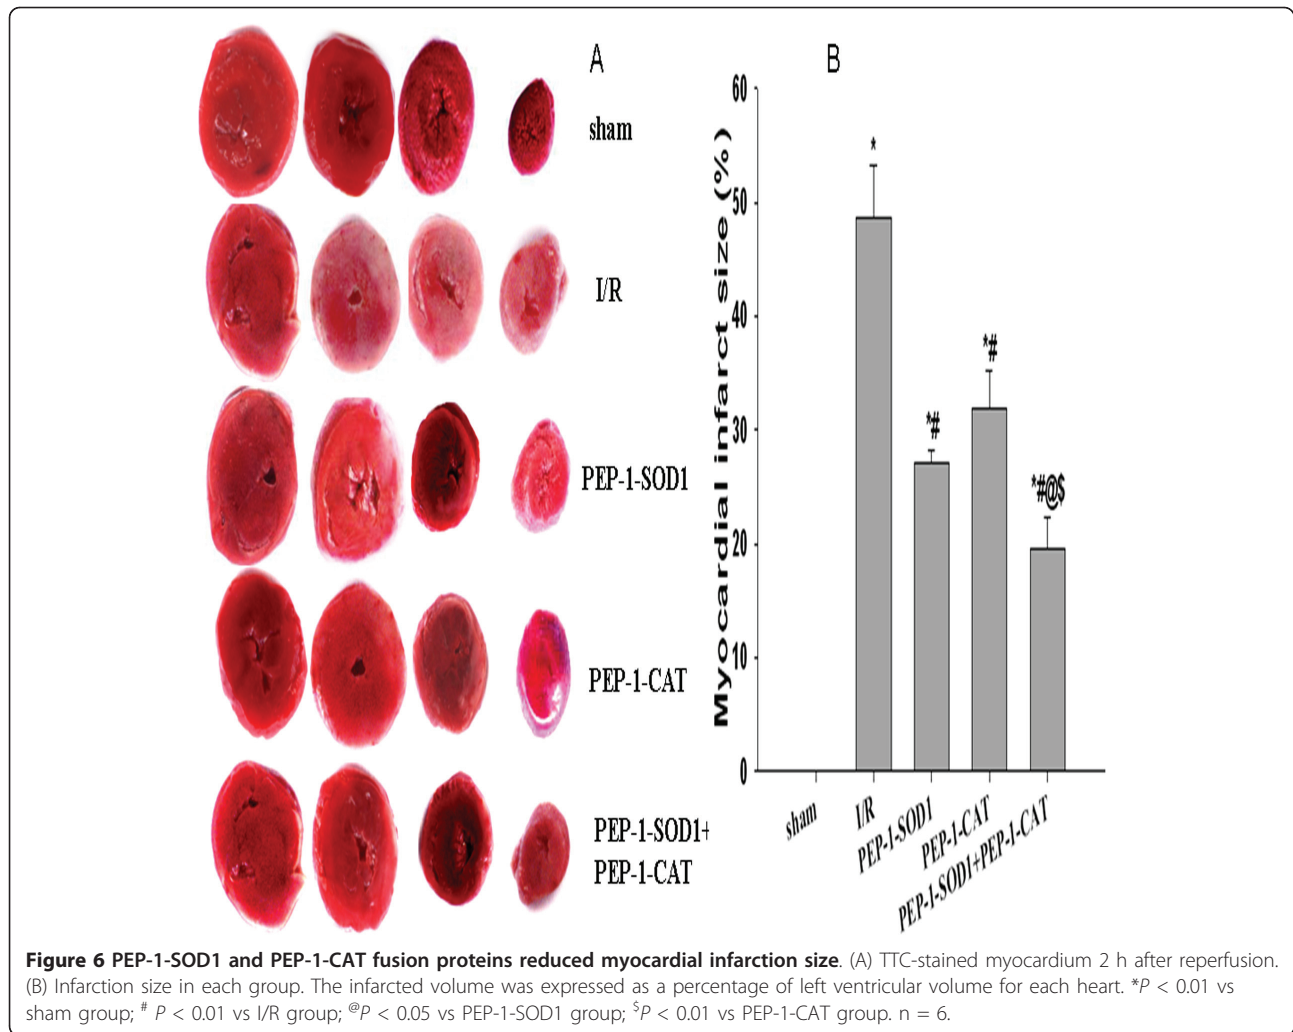 A
sham
I/R
PEP-1-SOD1
PEP-1-CAT
PEP-1-SOD1+
PEP-1-CAT
B
Myocardial infarct size (%)
60
50
40
30
20
10
0
*
*#
*#
*#@$
sham
I/R
PEP-1-SOD1
PEP-1-CAT
PEP-1-SOD1+PEP-1-CAT
Figure 6 PEP-1-SOD1 and PEP-1-CAT fusion proteins reduced myocardial infarction size. (A) TTC-stained myocardium 2 h after reperfusion.
(B) Infarction size in each group. The infarcted volume was expressed as a percentage of left ventricular volume for each heart. *P < 0.01 vs
sham group; # P < 0.01 vs I/R group; @P < 0.05 vs PEP-1-SOD1 group; $P < 0.01 vs PEP-1-CAT group. n = 6.